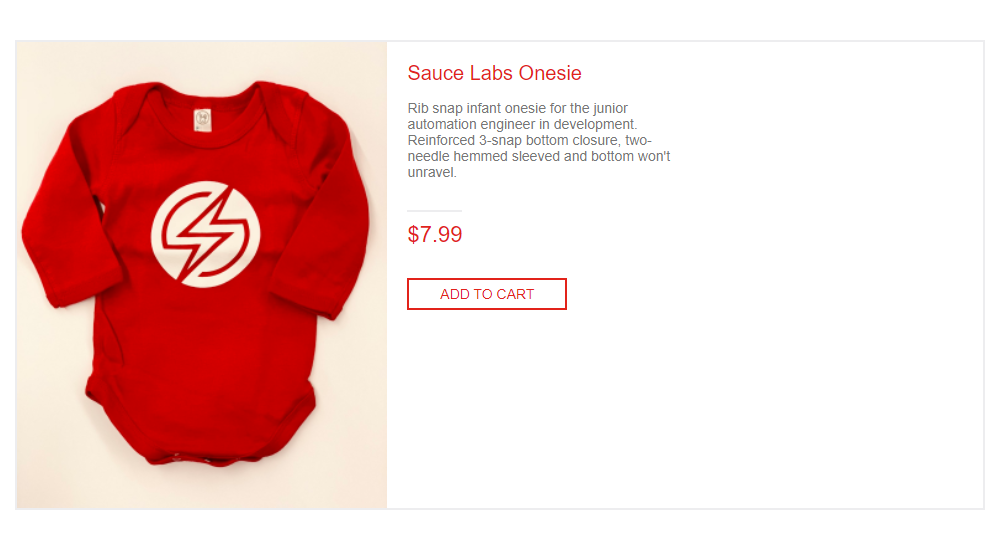 Sauce Labs Onesie
Rib snap infant onesie for the junior
automation engineer in development.
Reinforced 3-snap bottom closure, two-
needle hemmed sleeved and bottom won't
unravel.
$7.99
ADD TO CART